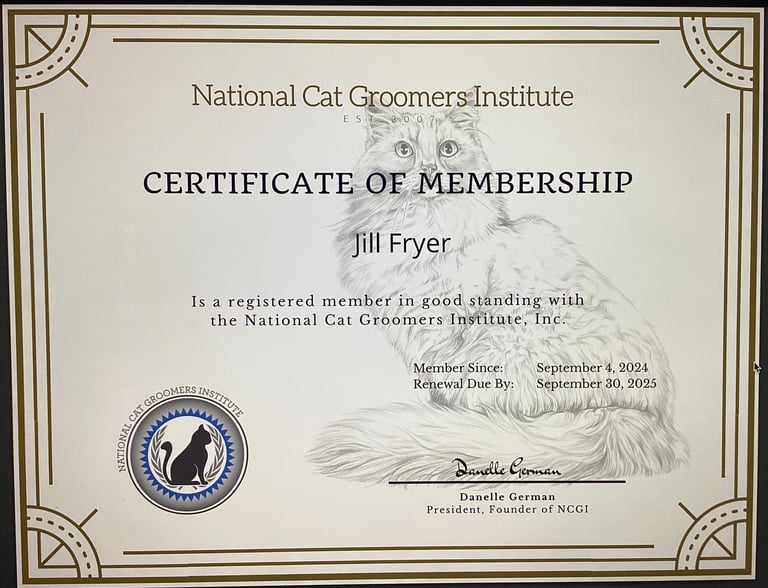 National Cat Groomers Institute
EST. 2007
CERTIFICATE OF MEMBERSHIP
Jill Fryer
Is a registered member in good standing with
the National Cat Groomers Institute, Inc.
Member Since: September 4, 2024
Renewal Due By: September 30, 2025
NATIONAL CAT GROOMERS INSTITUTE
Danelle German
Danelle German
President, Founder of NCGI